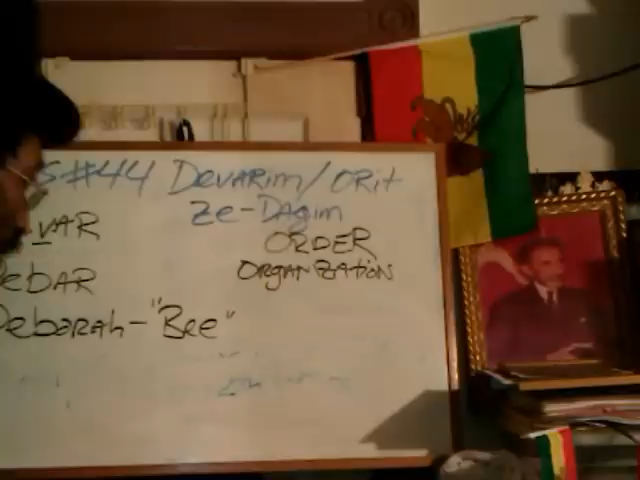 S#44 Devarim/Orit
Ze-Dagim
VAR
ORDER
ORGANIZATION
DEBAR
Debarah-"Bee"